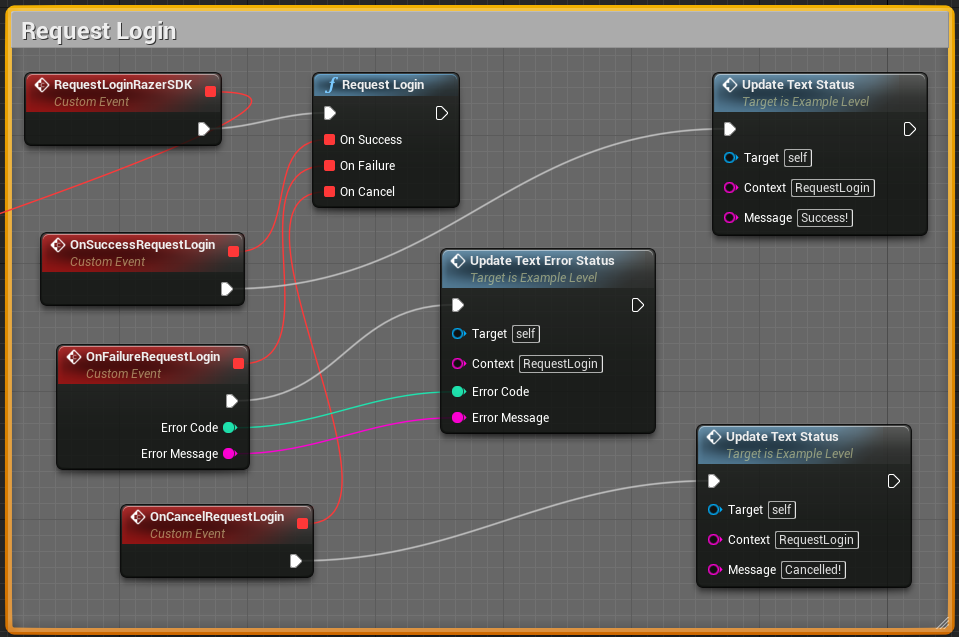 Request Login
RequestLoginRazerSDK
Custom Event
Request Login
On Success
On Failure
On Cancel
Update Text Status
Target is Example Level
Target self
Context RequestLogin
Message Success!
OnSuccessRequestLogin
Custom Event
Update Text Error Status
Target is Example Level
Target self
Context RequestLogin
Error Code
Error Message
OnFailureRequestLogin
Custom Event
Error Code
Error Message
Update Text Status
Target is Example Level
Target self
Context RequestLogin
Message Cancelled!
OnCancelRequestLogin
Custom Event